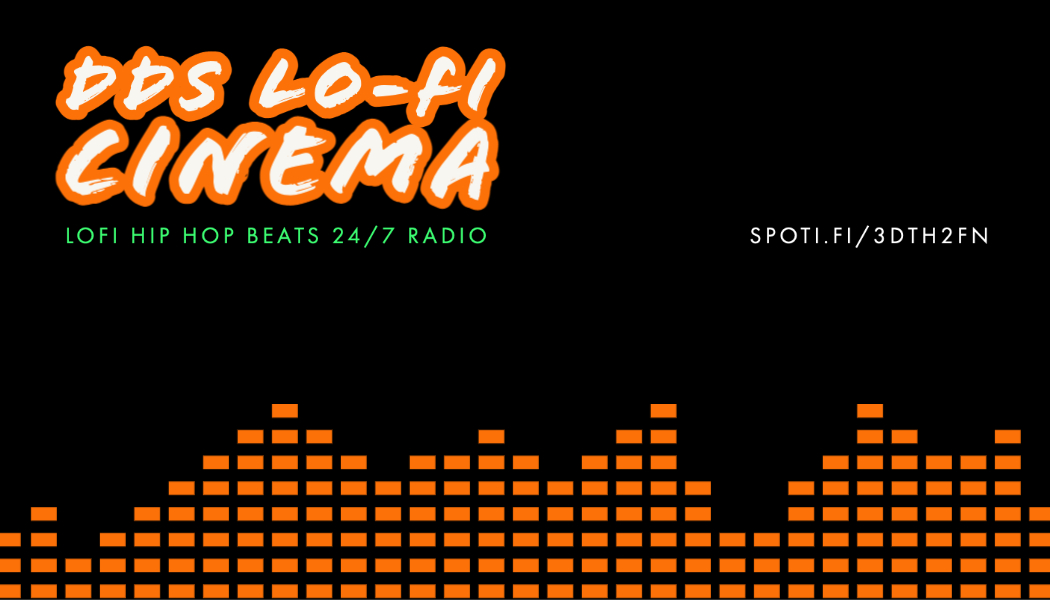 DDS LO-FI
CINEMA
LOFI HIP HOP BEATS 24/7 RADIO
SPOTI.FI/3DTH2FN